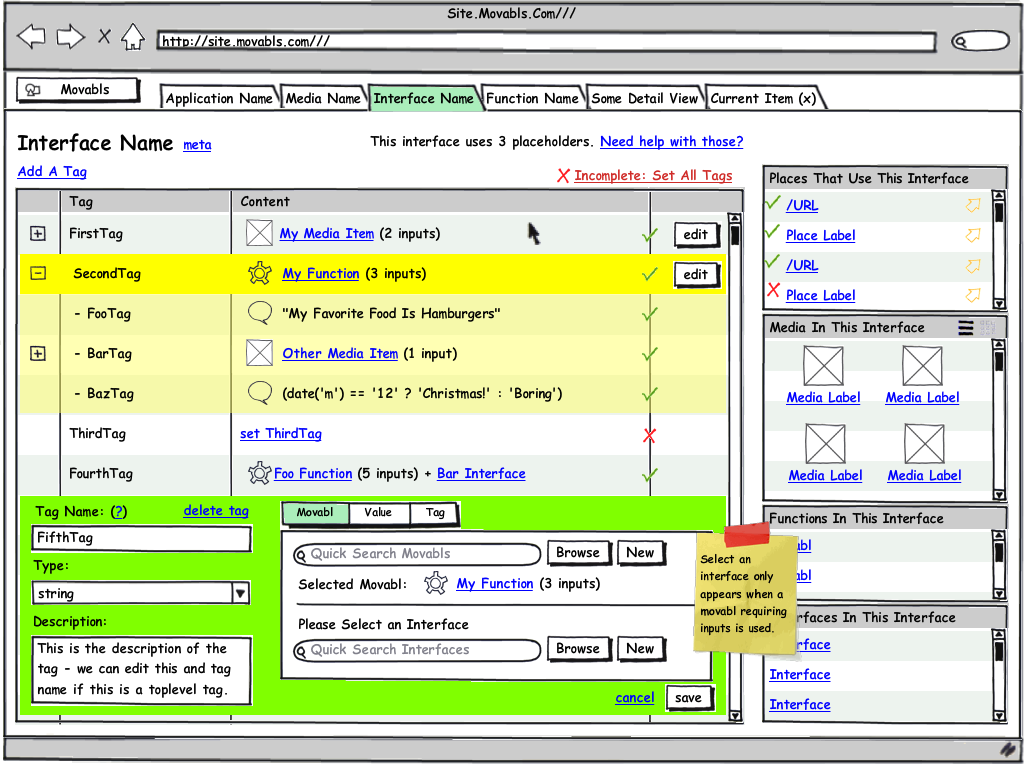 Site.Movabls.Com///
http://site.movabls.com///
Movabls
Application Name
Media Name
Interface Name
Function Name
Some Detail View
Current Item (x)
Interface Name meta
This interface uses 3 placeholders. Need help with those?
Add A Tag
Incomplete: Set All Tags
Tag Content
FirstTag My Media Item (2 inputs) edit
SecondTag My Function (3 inputs) edit
- FooTag "My Favorite Food Is Hamburgers"
- BarTag Other Media Item (1 input)
- BazTag (date('m') == '12' ? 'Christmas!' : 'Boring')
ThirdTag set ThirdTag
FourthTag Foo Function (5 inputs) + Bar Interface
Tag Name: (?) delete tag
FifthTag
Type:
string
Description:
This is the description of the
tag - we can edit this and tag
name if this is a toplevel tag.
Movabl Value Tag
Quick Search Movabls Browse New
Selected Movabl: My Function (3 inputs)
Please Select an Interface
Quick Search Interfaces Browse New
cancel save
Select an
interface only
appears when a
movabl requiring
inputs is used.
Places That Use This Interface
/URL
Place Label
/URL
Place Label
Media In This Interface
Media Label Media Label
Media Label Media Label
Functions In This Interface
abl
abl
rfaces In This Interface
rface
Interface
Interface